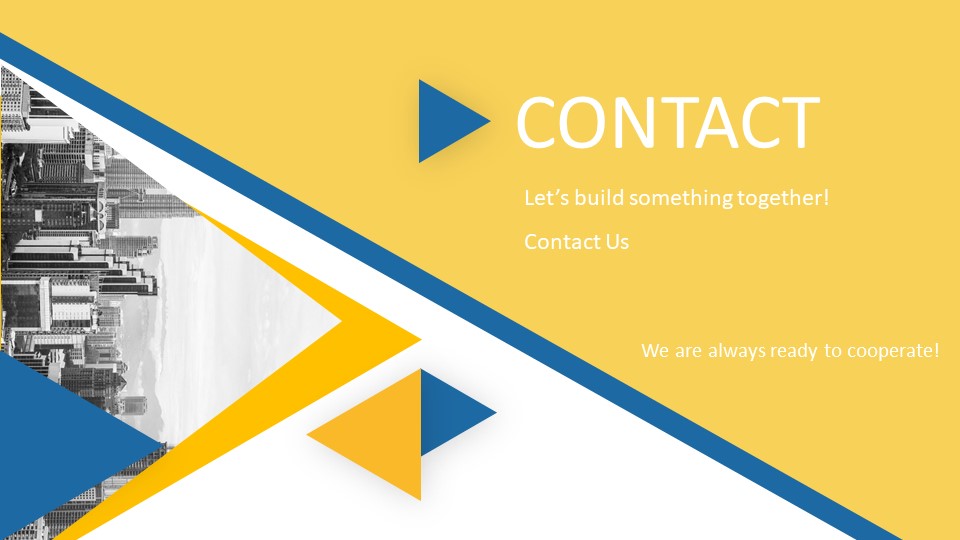 CONTACT
Let’s build something together!
Contact Us
We are always ready to cooperate!